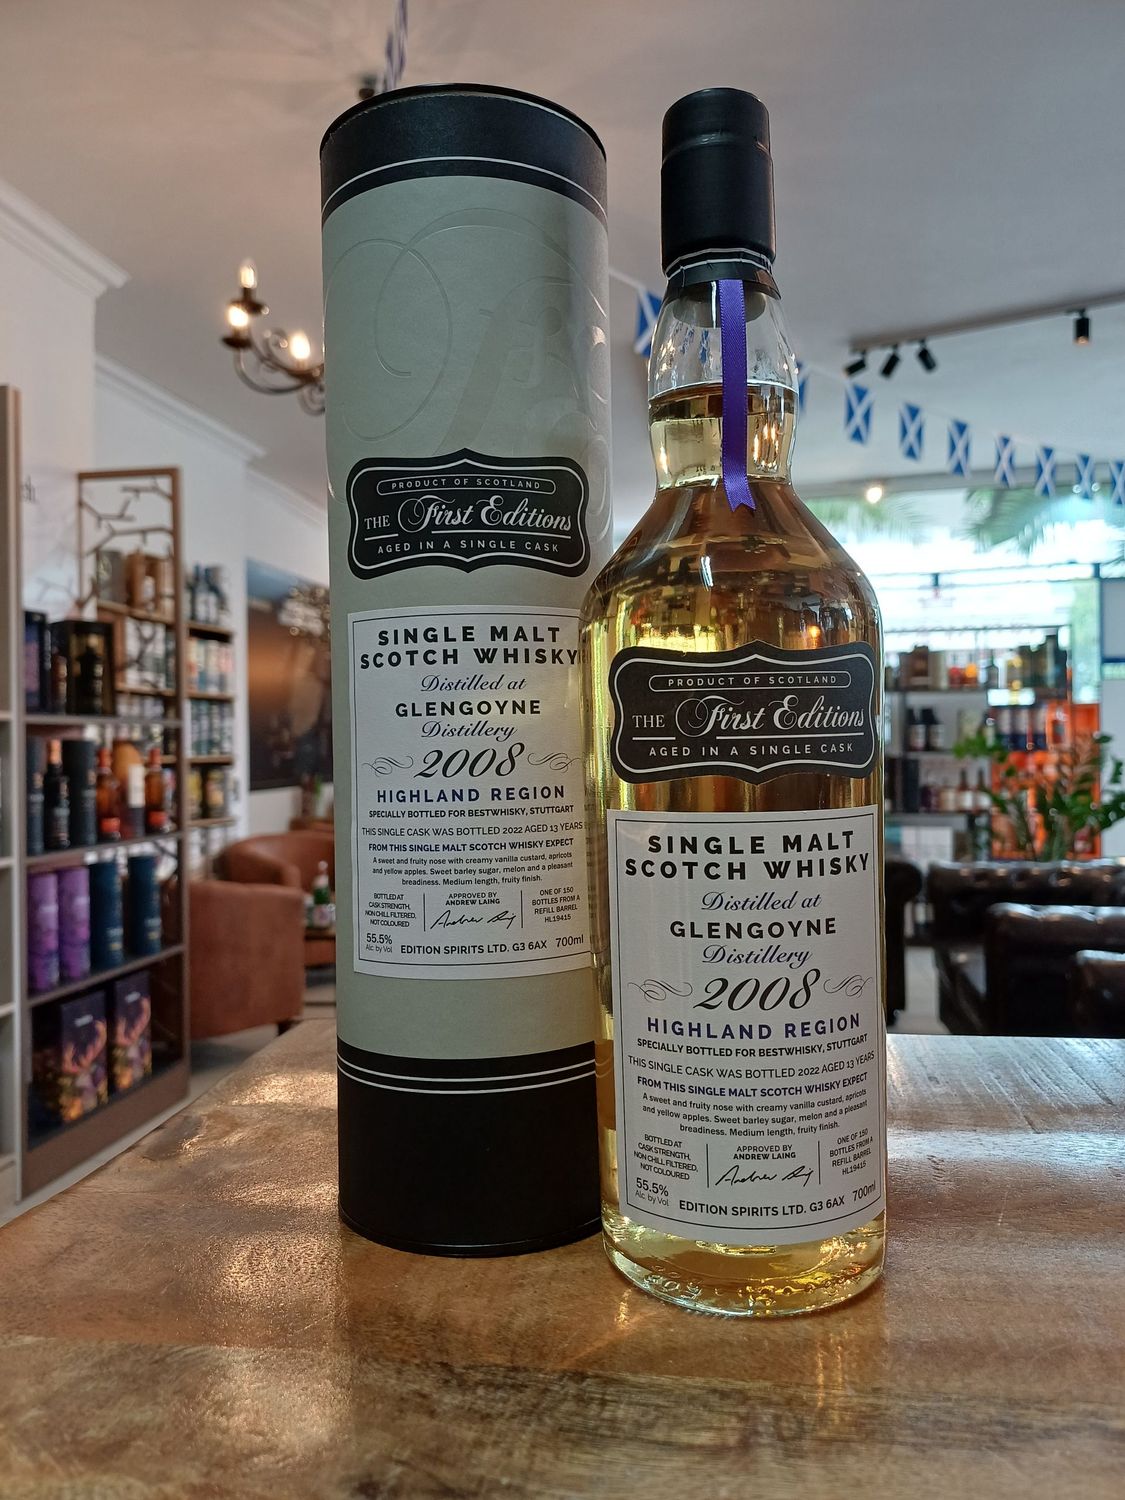 PRODUCT OF SCOTLAND
THE First Editions
AGED IN A SINGLE CASK
SINGLE MALT
SCOTCH WHISKY
Distilled at
GLENGOYNE
Distillery
2008
HIGHLAND REGION
SPECIALLY BOTTLED FOR BESTWHISKY, STUTTGART
THIS SINGLE CASK WAS BOTTLED 2022 AGED 13 YEARS
FROM THIS SINGLE MALT SCOTCH WHISKY EXPECT
A sweet and fruity nose with creamy vanilla custard, apricots
and yellow apples. Sweet barley sugar, melon and a pleasant
breadiness. Medium length, fruity finish.
BOTTLED AT
CASK STRENGTH,
NON CHILL FILTERED,
NOT COLOURED
APPROVED BY
ANDREW LAING
ONE OF 150
BOTTLES FROM A
REFILL BARREL
HL19415
55.5%
Alc. by Vol
EDITION SPIRITS LTD. G3 6AX 700ml
PRODUCT OF SCOTLAND
THE First Editions
AGED IN A SINGLE CASK
SINGLE MALT
SCOTCH WHISKY
Distilled at
GLENGOYNE
Distillery
2008
HIGHLAND REGION
SPECIALLY BOTTLED FOR BESTWHISKY, STUTTGART
THIS SINGLE CASK WAS BOTTLED 2022 AGED 13 YEARS
FROM THIS SINGLE MALT SCOTCH WHISKY EXPECT
A sweet and fruity nose with creamy vanilla custard, apricots
and yellow apples. Sweet barley sugar, melon and a pleasant
breadiness. Medium length, fruity finish.
BOTTLED AT
CASK STRENGTH,
NON CHILL FILTERED,
NOT COLOURED
APPROVED BY
ANDREW LAING
ONE OF 150
BOTTLES FROM A
REFILL BARREL
HL19415
55.5%
Alc. by Vol
EDITION SPIRITS LTD. G3 6AX 700ml